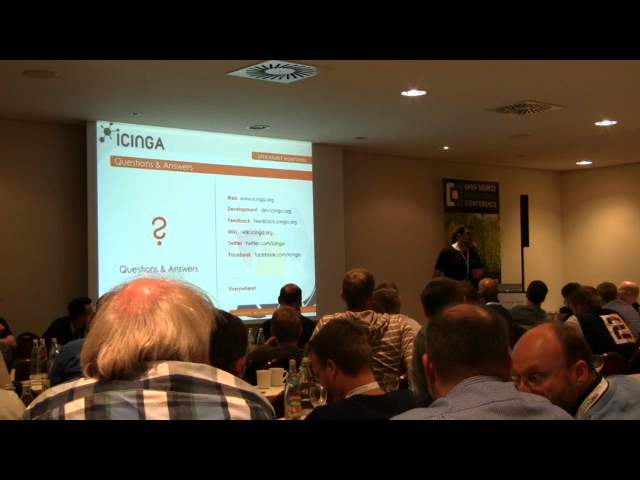 ICINGA
Questions & Answers
OPEN SOURCE MONITORING
Web www.icinga.org
Development dev.icinga.org
Feedback feedback.icinga.org
Wiki wiki.icinga.org
Twitter twitter.com/icinga
Facebook facebook.com/icinga
Everywhere!
?
Questions & Answers
OPEN SOURCE
CONFERENCE